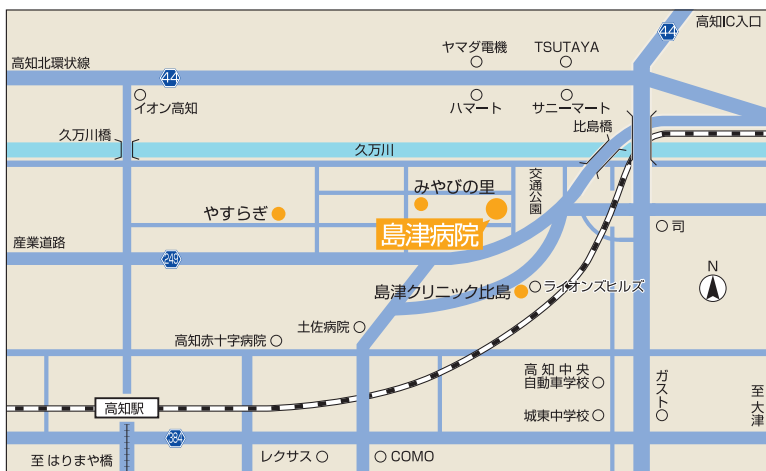 高知IC入口
44
ヤマダ電機
TSUTAYA
高知北環状線
44
イオン高知
ハマート
サニーマート
比島橋
久万川橋
久万川
交通公園
みやびの里
やすらぎ
島津病院
司
産業道路
249
N
島津クリニック比島
ライオンズヒルズ
土佐病院
高知赤十字病院
高知中央
自動車学校
ガスト
至大津
高知駅
城東中学校
384
至 はりまや橋
レクサス
COMO